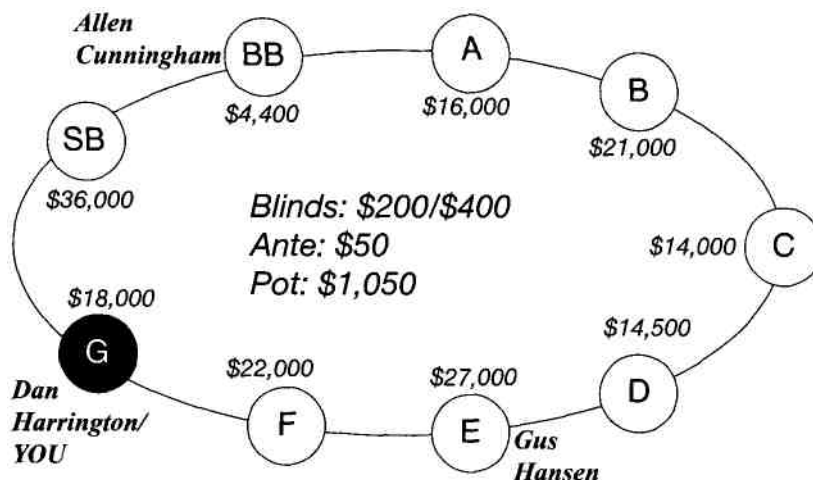 Allen
Cunningham
BB
$4,400
A
$16,000
B
$21,000
SB
$36,000
Blinds: $200/$400
Ante: $50
Pot: $1,050
$14,000
C
$18,000
G
Dan
Harrington/
YOU
$22,000
F
$27,000
E
Gus
Hansen
$14,500
D